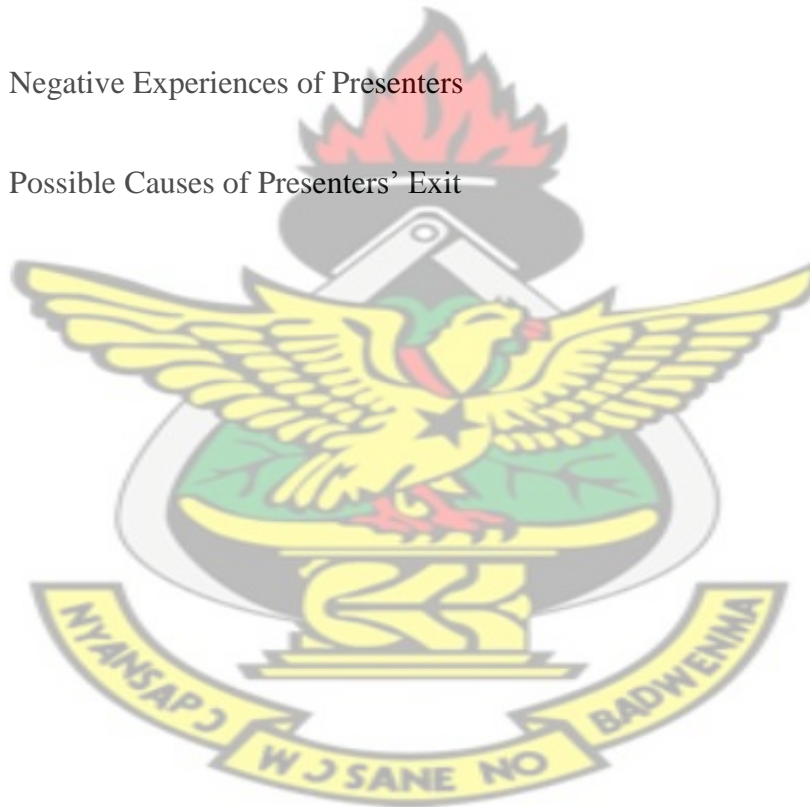 Negative Experiences of Presenters
Possible Causes of Presenters’ Exit
NYANSAPƆ WƆSANE NO BADWENMA